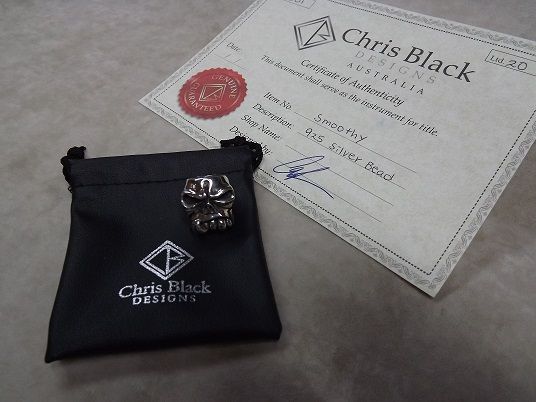 Chris Black
DESIGNS
AUSTRALIA
Ltd. 20
Certificate of Authenticity
This document shall serve as the instrument for title.
Date:
GENUINE
GUARANTEED
Item No. Smoothy
Description: 925 Silver Bead
Shop Name:
Chris Black
DESIGNS